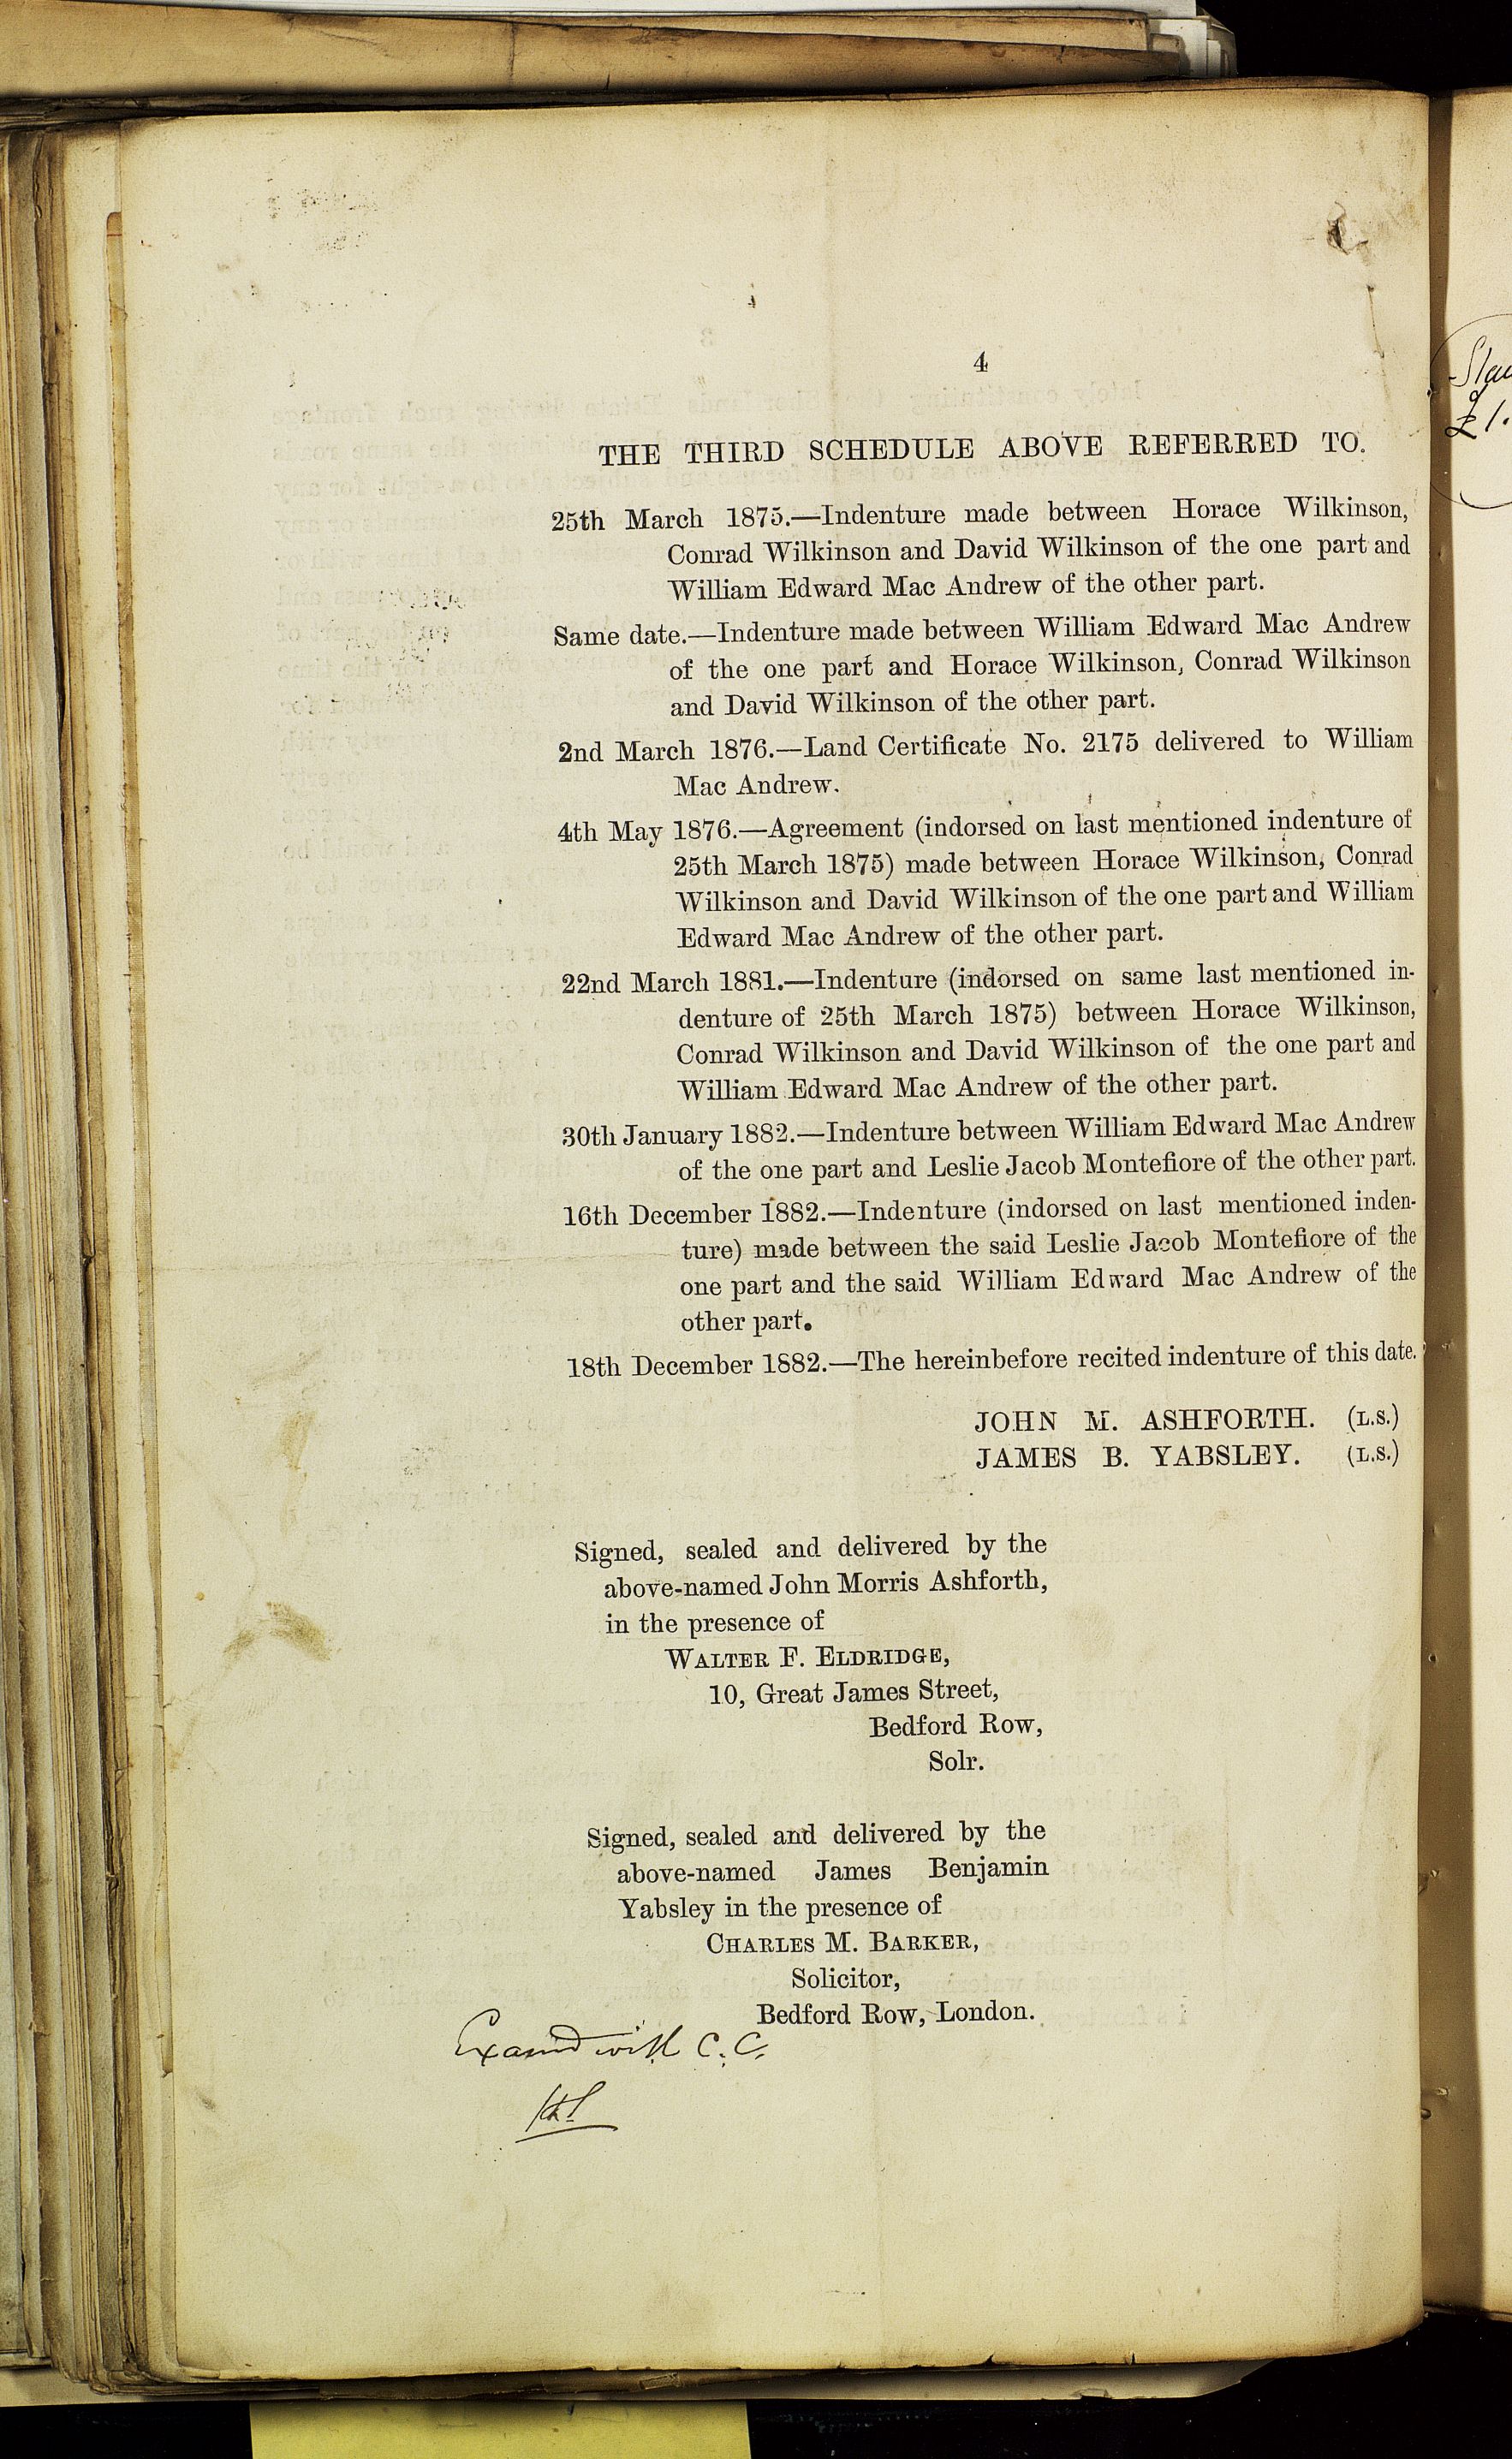 4
THE THIRD SCHEDULE ABOVE REFERRED TO.
25th March 1875.—Indenture made between Horace Wilkinson,
Conrad Wilkinson and David Wilkinson of the one part and
William Edward Mac Andrew of the other part.
Same date.—Indenture made between William Edward Mac Andrew
of the one part and Horace Wilkinson, Conrad Wilkinson
and David Wilkinson of the other part.
2nd March 1876.—Land Certificate No. 2175 delivered to William
Mac Andrew.
4th May 1876.—Agreement (indorsed on last mentioned indenture of
25th March 1875) made between Horace Wilkinson, Conrad
Wilkinson and David Wilkinson of the one part and William
Edward Mac Andrew of the other part.
22nd March 1881.—Indenture (indorsed on same last mentioned in-
denture of 25th March 1875) between Horace Wilkinson,
Conrad Wilkinson and David Wilkinson of the one part and
William Edward Mac Andrew of the other part.
30th January 1882.—Indenture between William Edward Mac Andrew
of the one part and Leslie Jacob Montefiore of the other part.
16th December 1882.—Indenture (indorsed on last mentioned inden-
ture) made between the said Leslie Jacob Montefiore of the
one part and the said William Edward Mac Andrew of the
other part.
18th December 1882.—The hereinbefore recited indenture of this date.
JOHN M. ASHFORTH. (L.S.)
JAMES B. YABSLEY. (L.S.)
Signed, sealed and delivered by the
above-named John Morris Ashforth,
in the presence of
WALTER F. ELDRIDGE,
10, Great James Street,
Bedford Row,
Solr.
Signed, sealed and delivered by the
above-named James Benjamin
Yabsley in the presence of
CHARLES M. BARKER,
Solicitor,
Bedford Row, London.
Examd with C. C.
£1.